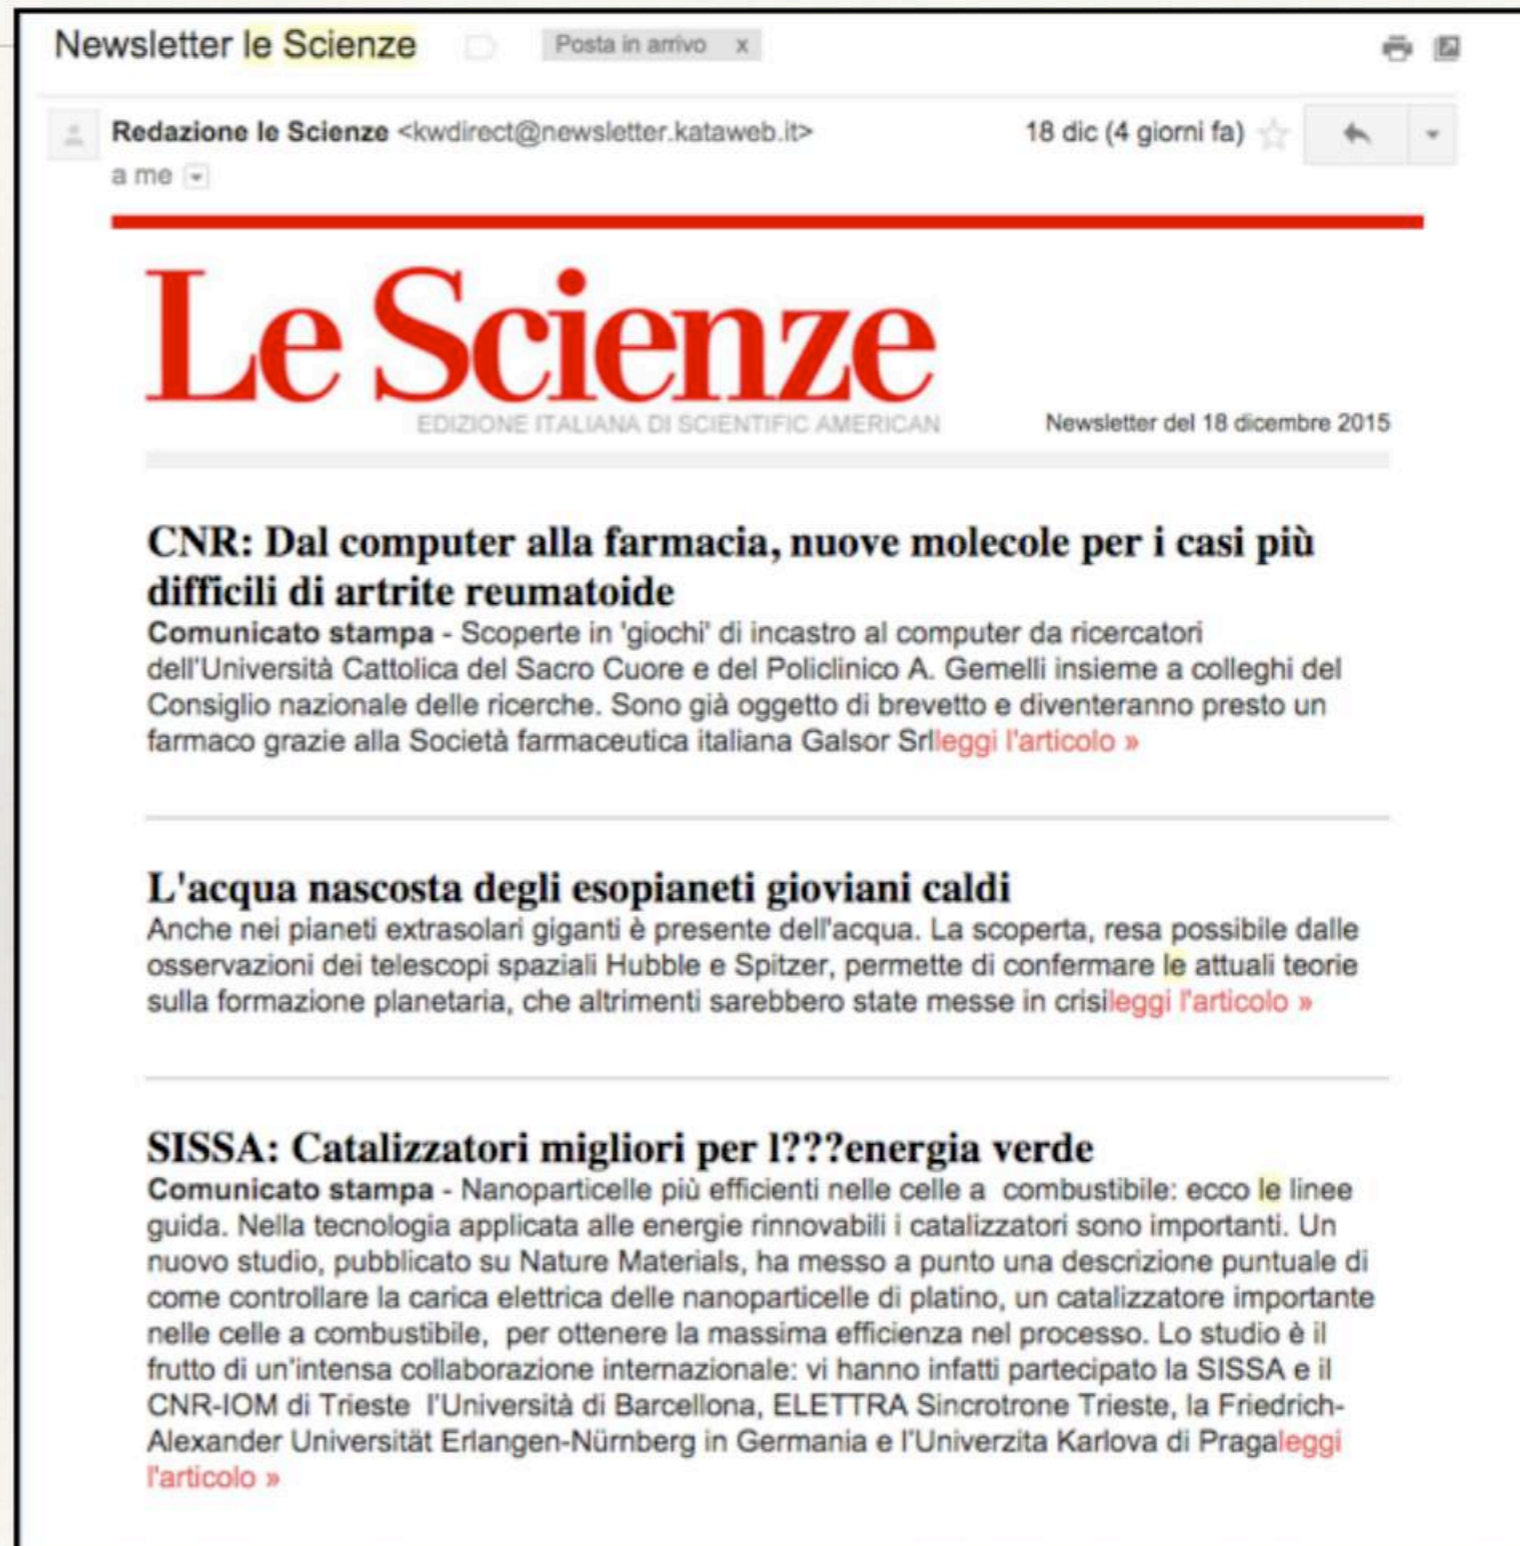 Newsletter le Scienze
Posta in arrivo x
Redazione le Scienze <kwdirect@newsletter.kataweb.it>
18 dic (4 giorni fa)
a me
Le Scienze
EDIZIONE ITALIANA DI SCIENTIFIC AMERICAN
Newsletter del 18 dicembre 2015
CNR: Dal computer alla farmacia, nuove molecole per i casi più
difficili di artrite reumatoide
Comunicato stampa - Scoperte in 'giochi' di incastro al computer da ricercatori
dell'Università Cattolica del Sacro Cuore e del Policlinico A. Gemelli insieme a colleghi del
Consiglio nazionale delle ricerche. Sono già oggetto di brevetto e diventeranno presto un
farmaco grazie alla Società farmaceutica italiana Galsor Srlleggi l'articolo »
L'acqua nascosta degli esopianeti gioviani caldi
Anche nei pianeti extrasolari giganti è presente dell'acqua. La scoperta, resa possibile dalle
osservazioni dei telescopi spaziali Hubble e Spitzer, permette di confermare le attuali teorie
sulla formazione planetaria, che altrimenti sarebbero state messe in crisileggi l'articolo »
SISSA: Catalizzatori migliori per l???energia verde
Comunicato stampa - Nanoparticelle più efficienti nelle celle a  combustibile: ecco le linee
guida. Nella tecnologia applicata alle energie rinnovabili i catalizzatori sono importanti. Un
nuovo studio, pubblicato su Nature Materials, ha messo a punto una descrizione puntuale di
come controllare la carica elettrica delle nanoparticelle di platino, un catalizzatore importante
nelle celle a combustibile,  per ottenere la massima efficienza nel processo. Lo studio è il
frutto di un'intensa collaborazione internazionale: vi hanno infatti partecipato la SISSA e il
CNR-IOM di Trieste  l'Università di Barcellona, ELETTRA Sincrotrone Trieste, la Friedrich-
Alexander Universität Erlangen-Nürnberg in Germania e l'Univerzita Karlova di Pragaleggi
l'articolo »